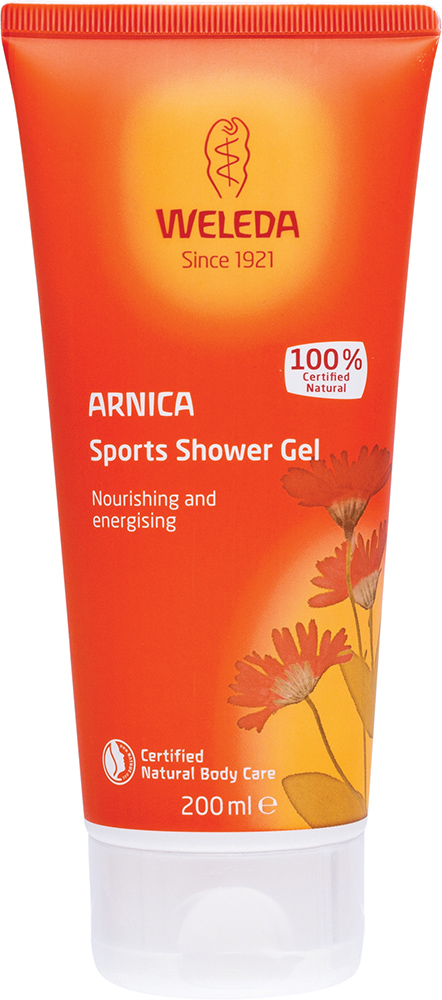 WELEDA
Since 1921
100%
Certified
Natural
ARNICA
Sports Shower Gel
Nourishing and
energising
Certified
Natural Body Care
200 ml ℮